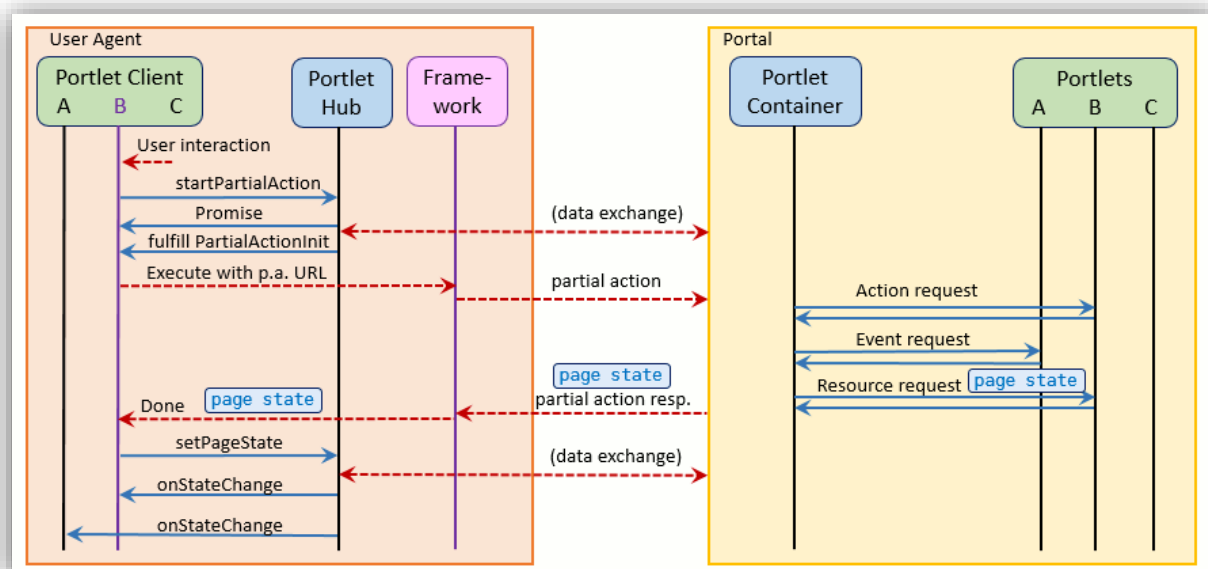 User Agent
Portal
Portlet Client
A B C
Portlet
Hub
Frame-
work
Portlet
Container
Portlets
A B C
User interaction
startPartialAction
Promise
(data exchange)
fulfill PartialActionInit
Execute with p.a. URL
partial action
Action request
Event request
page state
Resource request page state
partial action resp.
Done page state
setPageState
(data exchange)
onStateChange
onStateChange